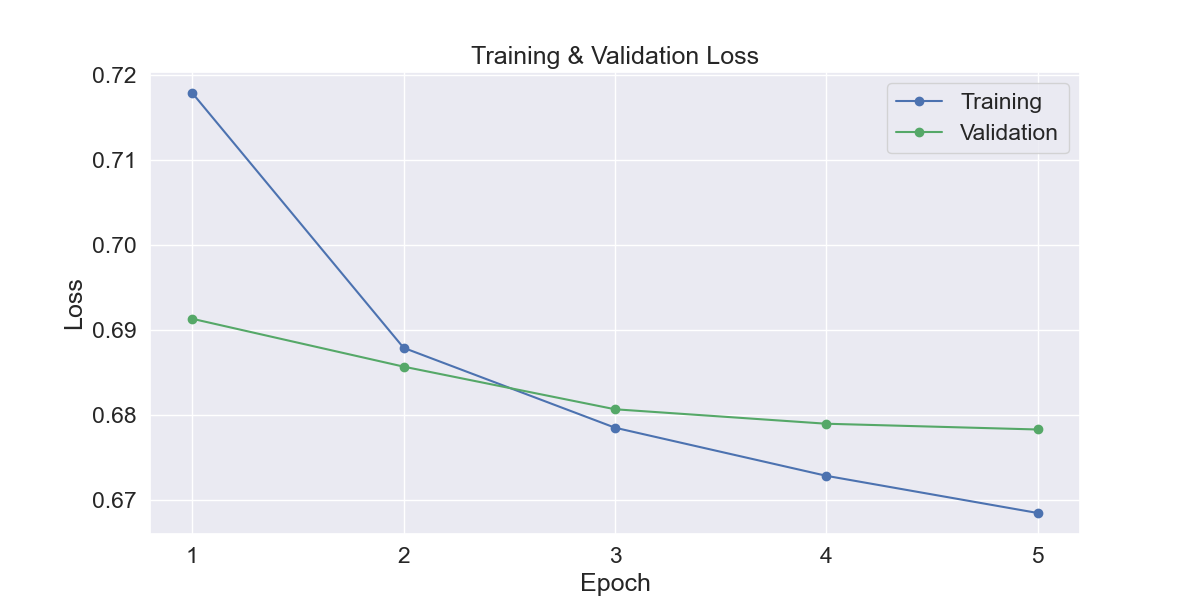 Training & Validation Loss
0.72
0.71
0.70
0.69
0.68
0.67
Loss
Training
Validation
1 2 3 4 5
Epoch